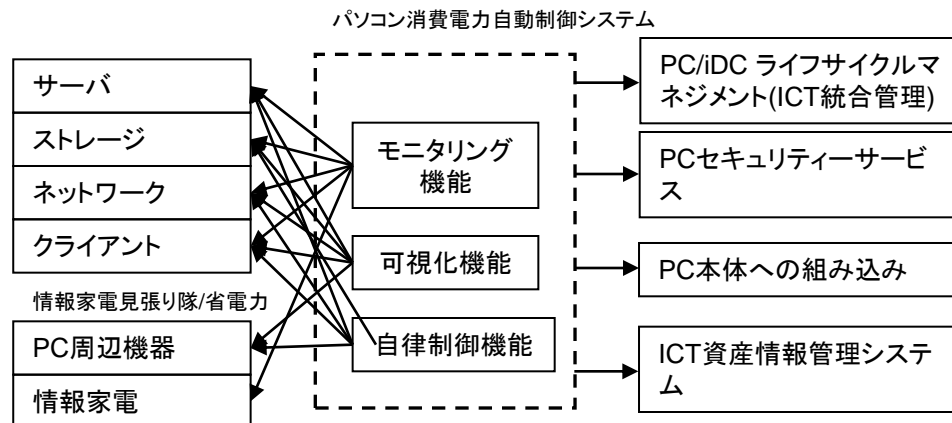 パソコン消費電力自動制御システム
サーバ
ストレージ
ネットワーク
クライアント
情報家電見張り隊/省電力
PC周辺機器
情報家電
モニタリング
機能
可視化機能
自律制御機能
PC/iDC ライフサイクルマ
ネジメント(ICT統合管理)
PCセキュリティーサービ
ス
PC本体への組み込み
ICT資産情報管理システ
ム